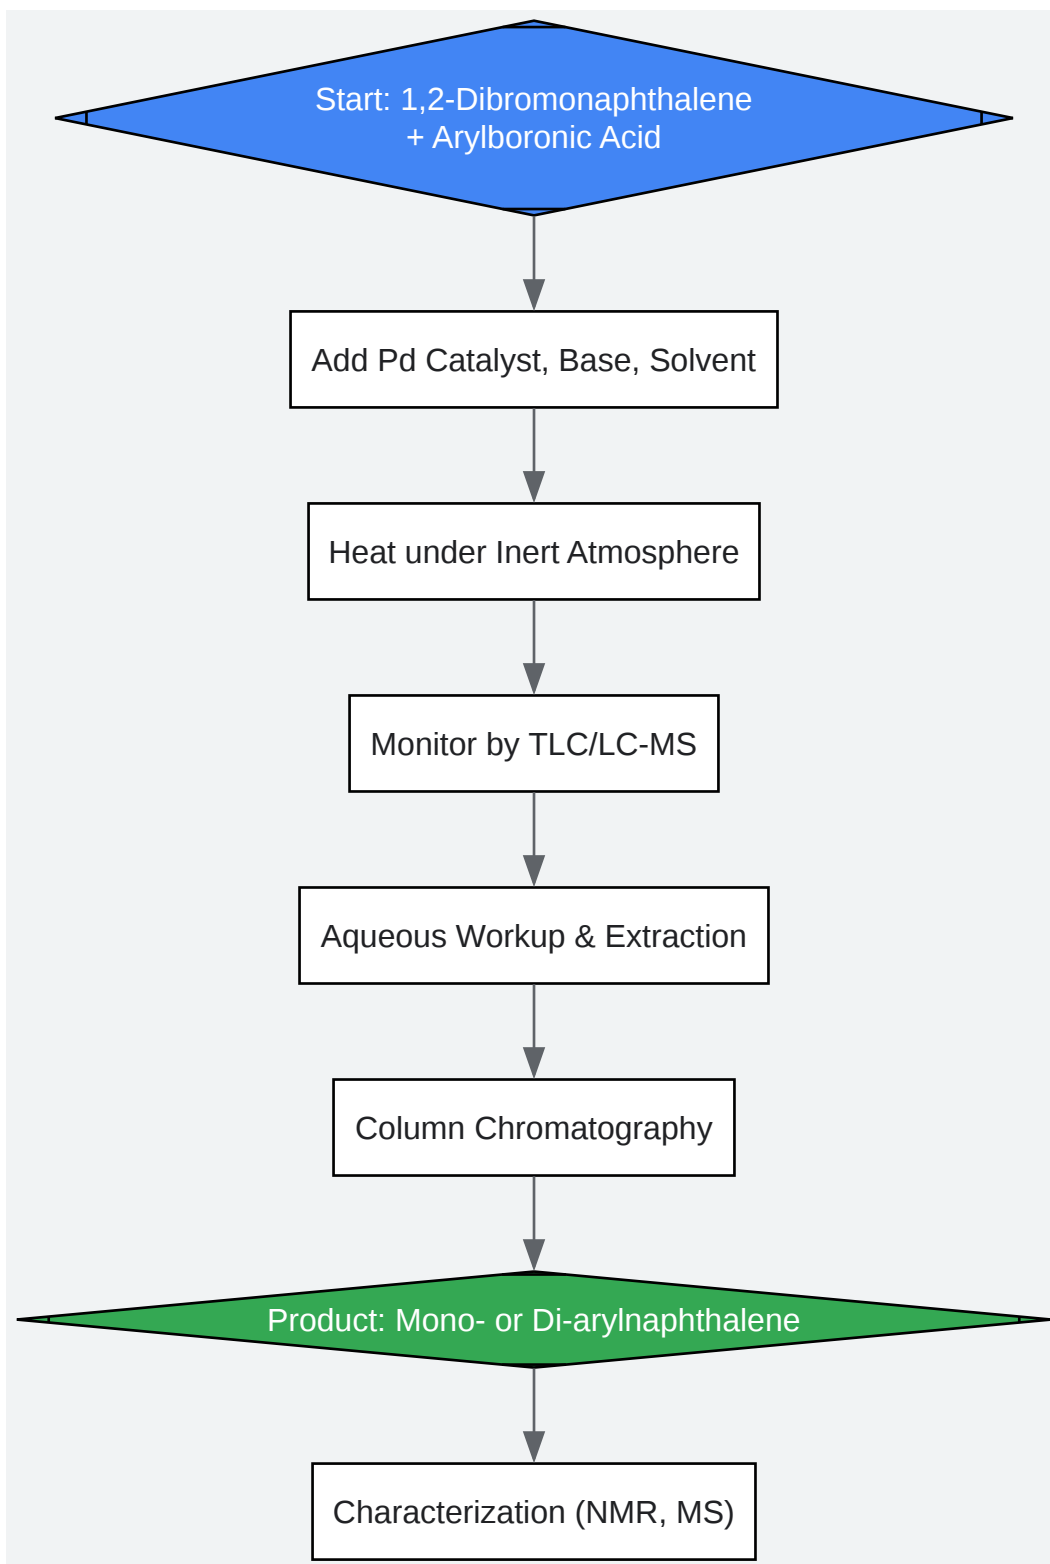 Start: 1,2-Dibromonaphthalene
+ Arylboronic Acid
Add Pd Catalyst, Base, Solvent
Heat under Inert Atmosphere
Monitor by TLC/LC-MS
Aqueous Workup & Extraction
Column Chromatography
Product: Mono- or Di-arylnaphthalene
Characterization (NMR, MS)